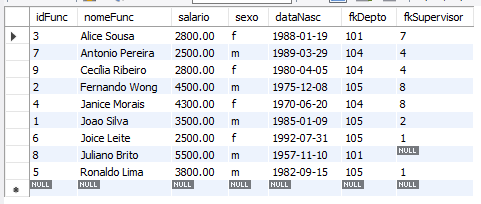 idFunc nomeFunc salario sexo dataNasc fkDepto fkSupervisor
3 Alice Sousa 2800.00 f 1988-01-19 101 7
7 Antonio Pereira 2500.00 m 1989-03-29 104 4
9 Cecília Ribeiro 2800.00 f 1980-04-05 104 4
2 Fernando Wong 4500.00 m 1975-12-08 105 8
4 Janice Morais 4300.00 f 1970-06-20 104 8
1 Joao Silva 3500.00 m 1985-01-09 105 2
6 Joice Leite 2500.00 f 1992-07-31 105 1
8 Juliano Brito 5500.00 m 1957-11-10 101 NULL
5 Ronaldo Lima 3800.00 m 1982-09-15 105 1
NULL NULL NULL NULL NULL NULL NULL